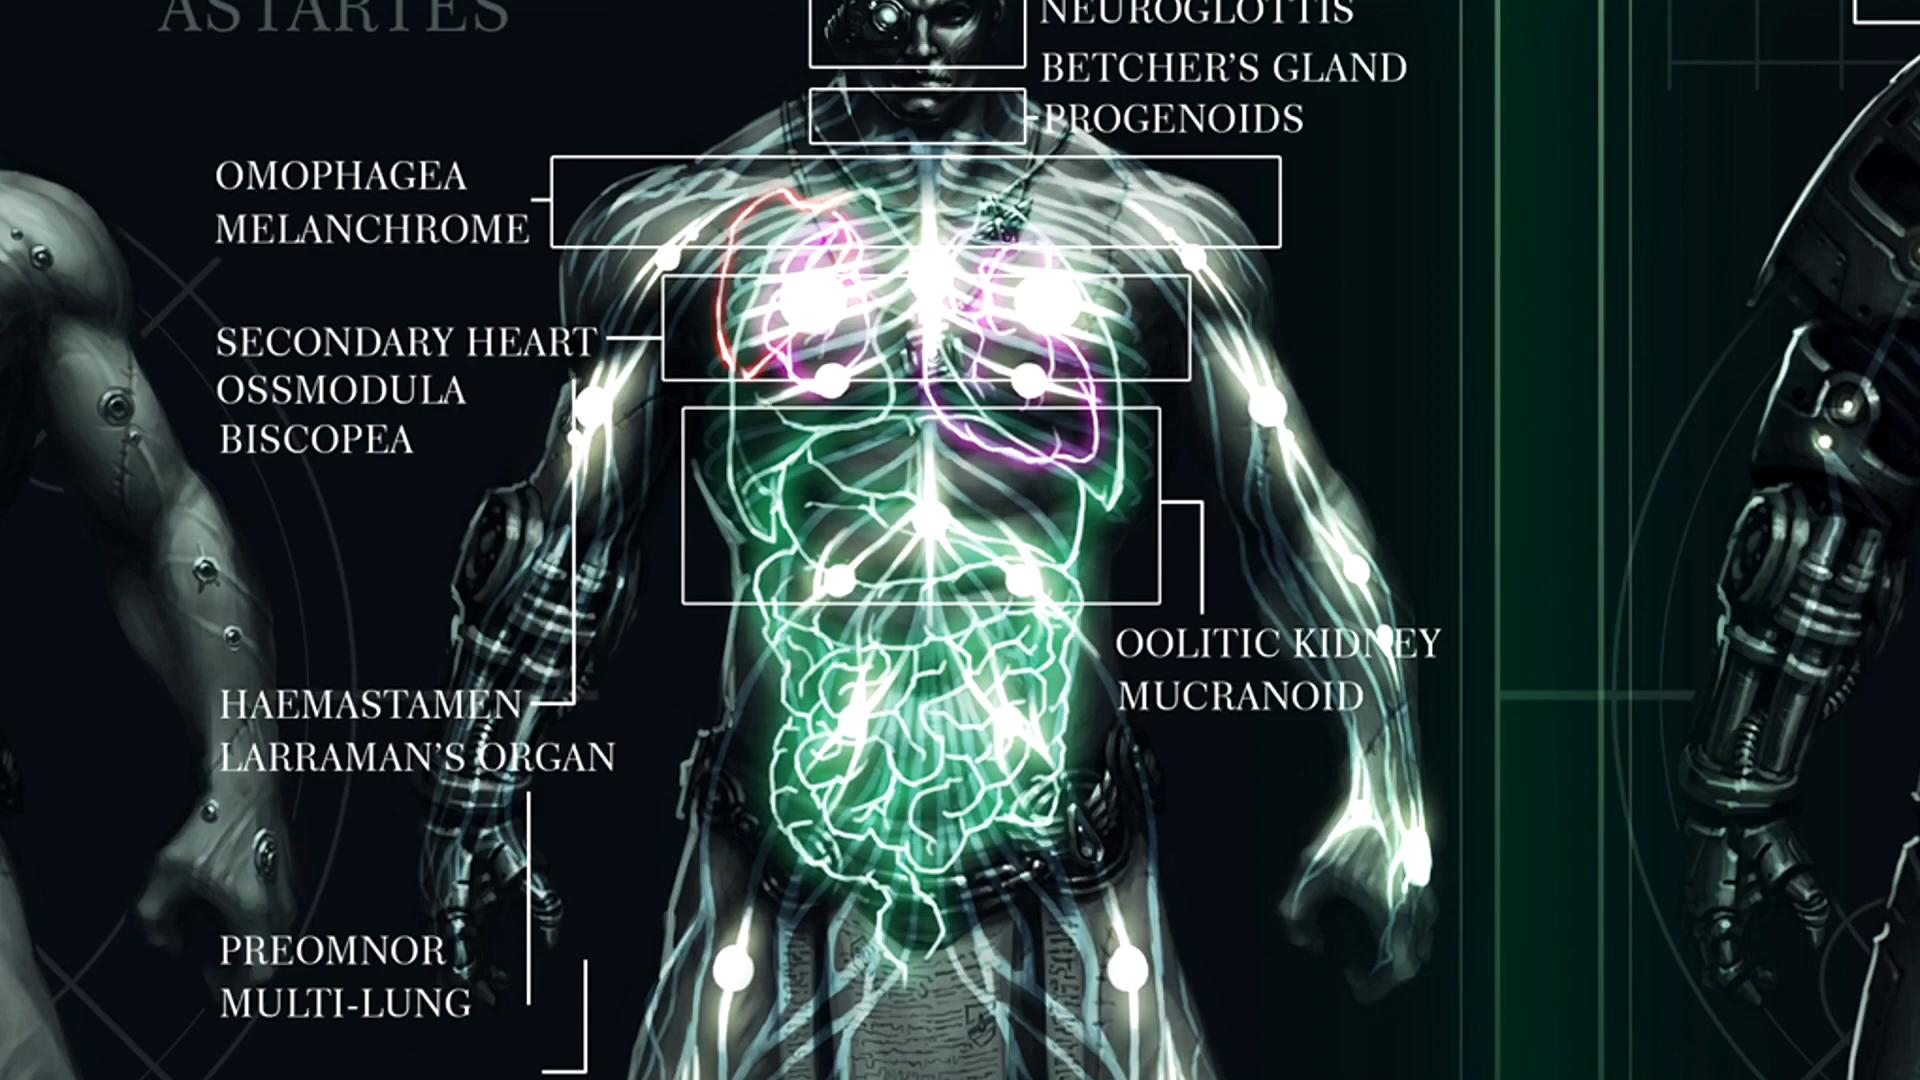 ASTARTES
NEUROGLOTTIS
BETCHER'S GLAND
PROGENOIDS
OMOPHAGEA
MELANCHROME
SECONDARY HEART
OSSMODULA
BISCOPEA
OOLITIC KIDNEY
MUCRANOID
HAEMASTAMEN
LARRAMAN'S ORGAN
PREOMNOR
MULTI-LUNG